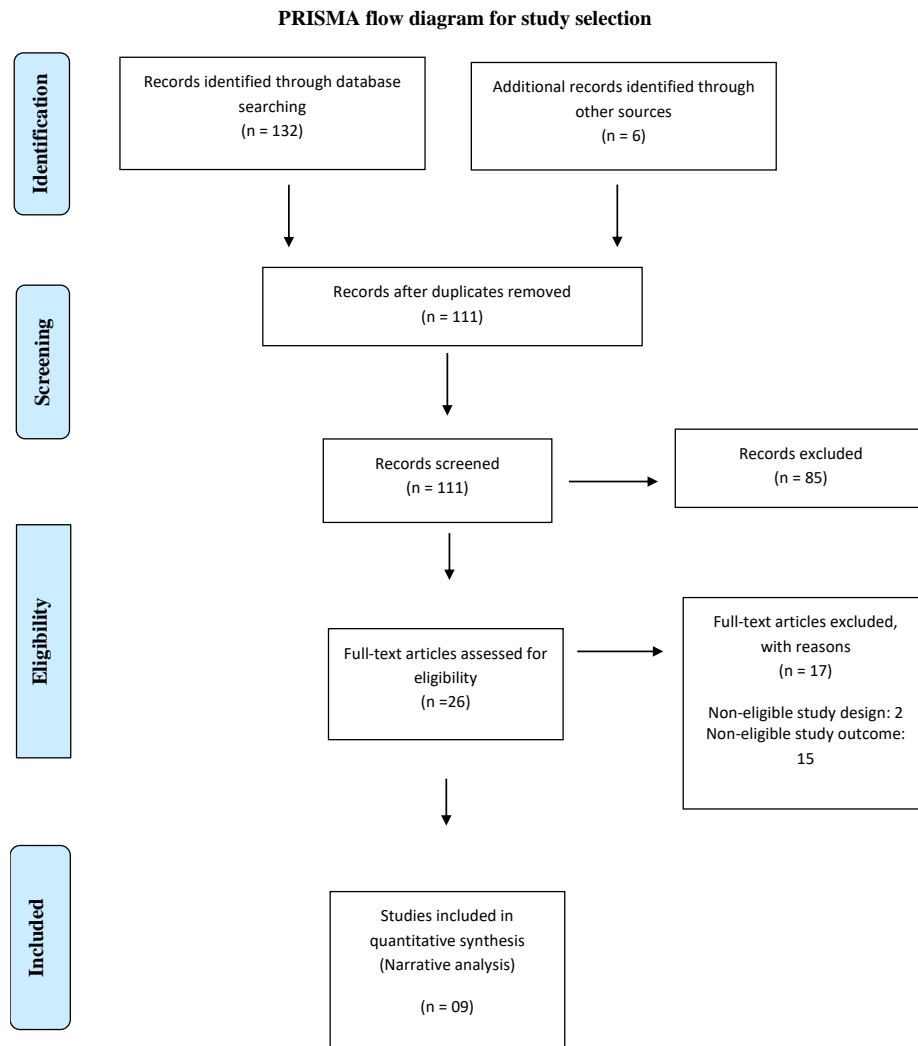 PRISMA flow diagram for study selection
Identification
Records identified through database
searching
(n = 132)
Additional records identified through
other sources
(n = 6)
Screening
Records after duplicates removed
(n = 111)
Records screened
(n = 111)
Records excluded
(n = 85)
Eligibility
Full-text articles assessed for
eligibility
(n =26)
Full-text articles excluded,
with reasons
(n = 17)
Non-eligible study design: 2
Non-eligible study outcome:
15
Included
Studies included in
quantitative synthesis
(Narrative analysis)
(n = 09)